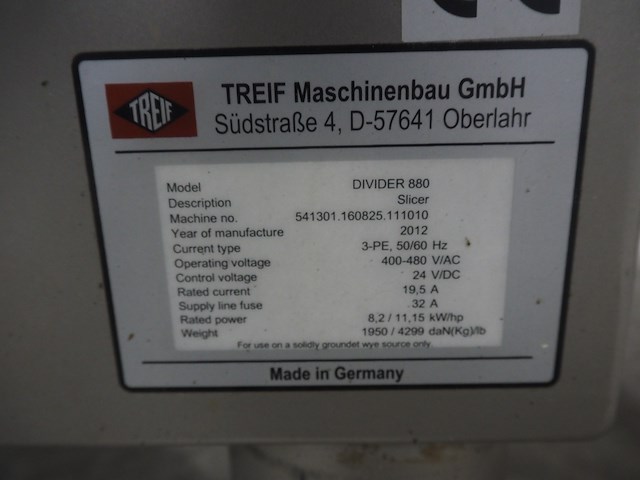 TREIF
TREIF Maschinenbau GmbH
Südstraße 4, D-57641 Oberlahr
Model DIVIDER 880
Description Slicer
Machine no. 541301.160825.111010
Year of manufacture 2012
Current type 3-PE, 50/60 Hz
Operating voltage 400-480 V/AC
Control voltage 24 V/DC
Rated current 19,5 A
Supply line fuse 32 A
Rated power 8,2 / 11,15 kW/hp
Weight 1950 / 4299 daN(Kg)/lb
For use on a solidly groundet wye source only
Made in Germany